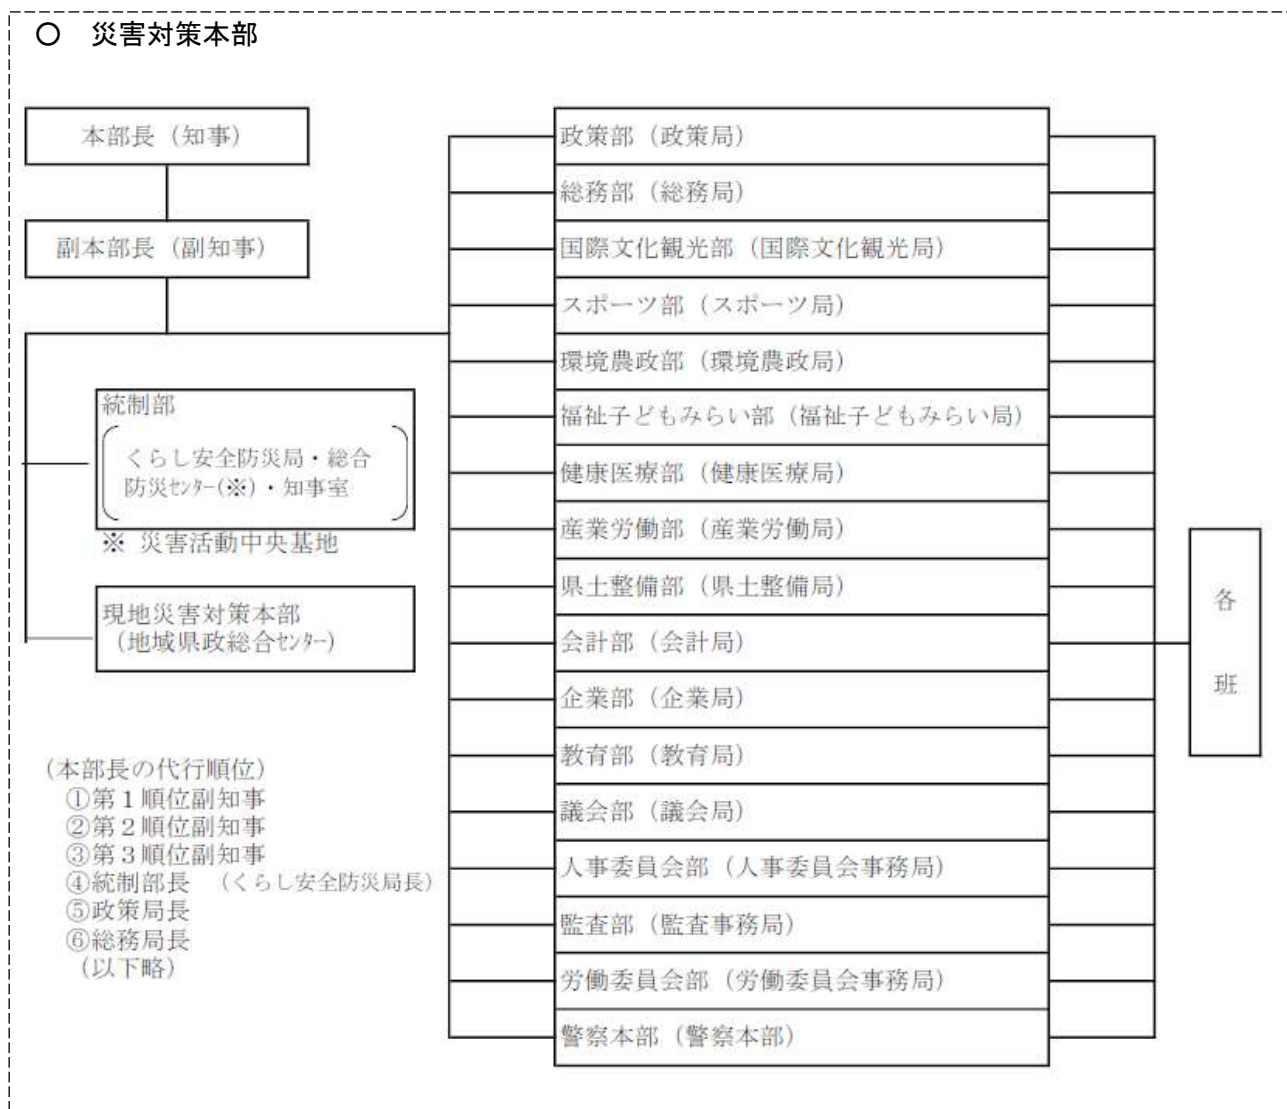 ○ 災害対策本部
本部長（知事）
副本部長（副知事）
統制部
くらし安全防災局・総合
防災ｾﾝﾀｰ(※)・知事室
※ 災害活動中央基地
現地災害対策本部
（地域県政総合ｾﾝﾀｰ）
（本部長の代行順位）
①第１順位副知事
②第２順位副知事
③第３順位副知事
④統制部長　（くらし安全防災局長）
⑤政策局長
⑥総務局長
（以下略）
政策部（政策局）
総務部（総務局）
国際文化観光部（国際文化観光局）
スポーツ部（スポーツ局）
環境農政部（環境農政局）
福祉子どもみらい部（福祉子どもみらい局）
健康医療部（健康医療局）
産業労働部（産業労働局）
県土整備部（県土整備局）
会計部（会計局）
企業部（企業局）
教育部（教育局）
議会部（議会局）
人事委員会部（人事委員会事務局）
監査部（監査事務局）
労働委員会部（労働委員会事務局）
警察本部（警察本部）
各
班